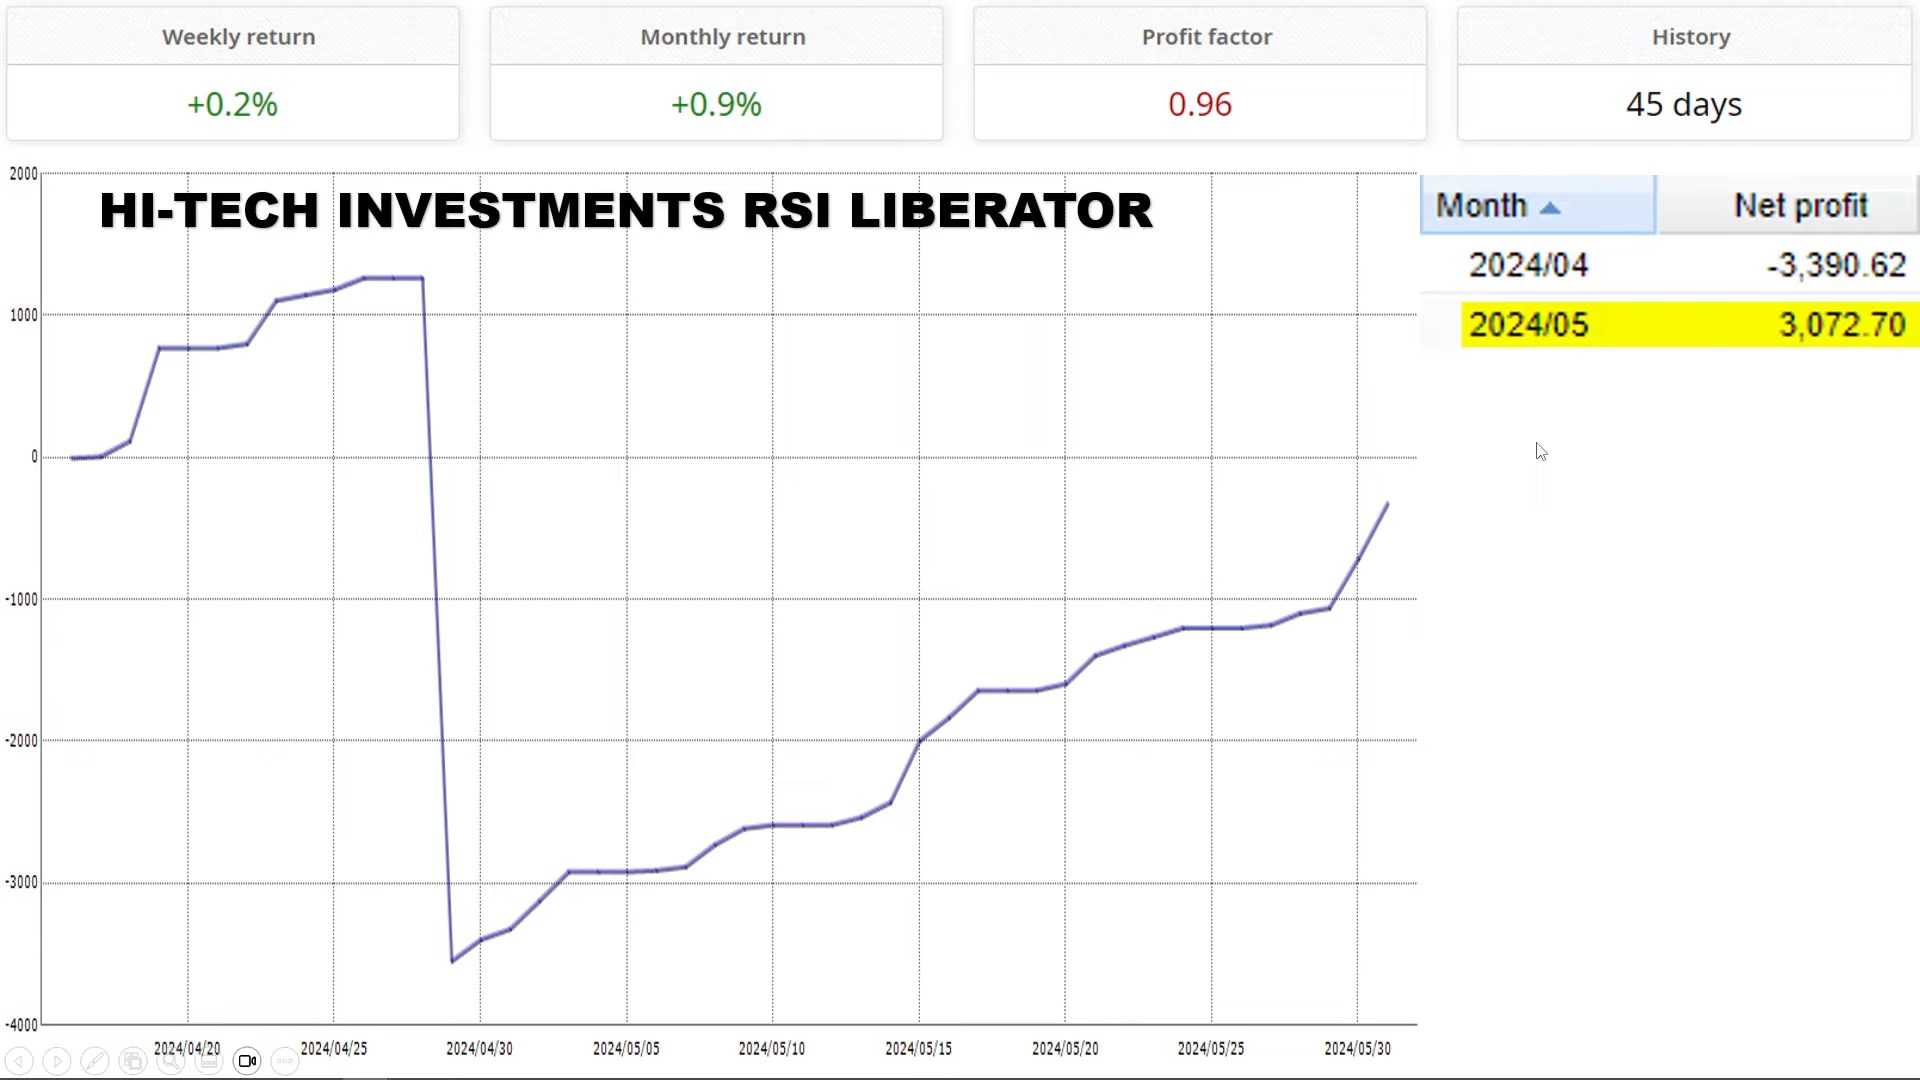 Weekly return Monthly return Profit factor History
+0.2% +0.9% 0.96 45 days
HI-TECH INVESTMENTS RSI LIBERATOR
Month Net profit
2024/04 -3,390.62
2024/05 3,072.70
2000
1000
0
-1000
-2000
-3000
-4000
2024/04/20 2024/04/25 2024/04/30 2024/05/05 2024/05/10 2024/05/15 2024/05/20 2024/05/25 2024/05/30